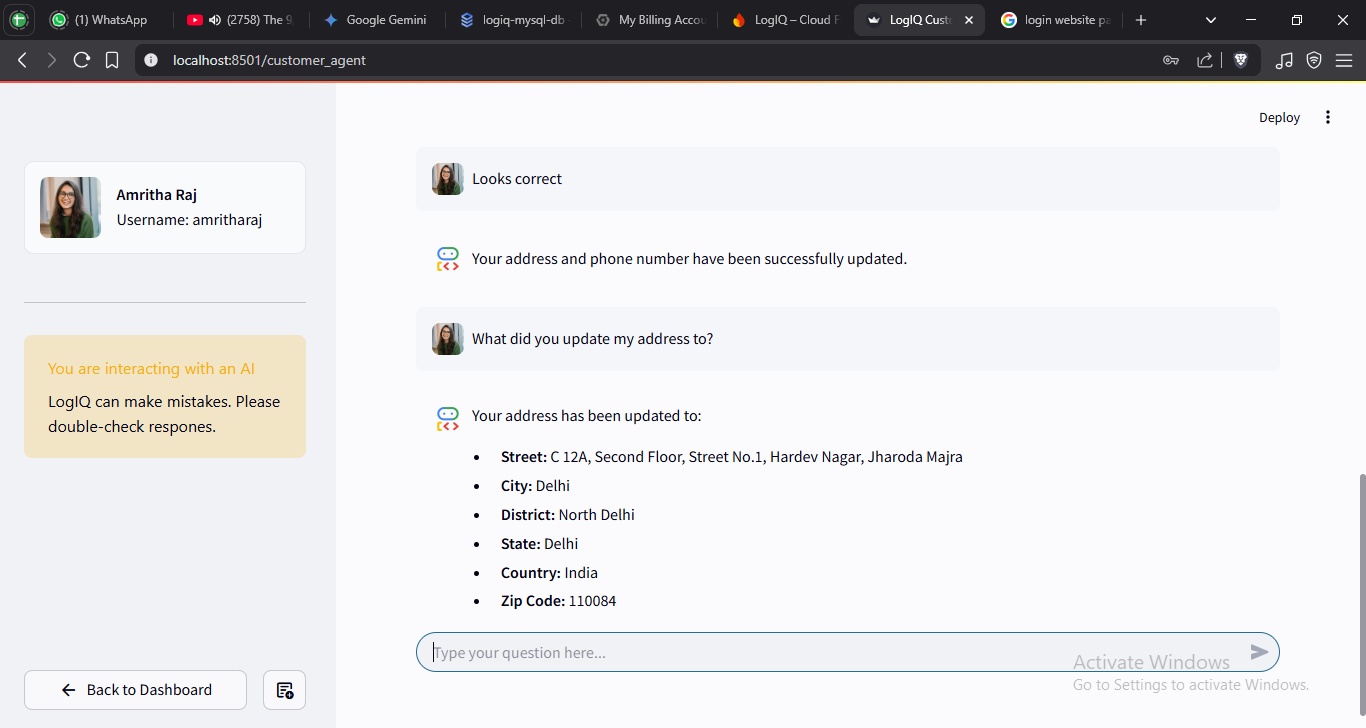 (1) WhatsApp
(2758) The 9
Google Gemini
logiq-mysql-db
My Billing Accou
LogIQ – Cloud F
LogIQ Cust
login website pa
localhost:8501/customer_agent
Deploy
Amritha Raj
Username: amritharaj
You are interacting with an AI
LogIQ can make mistakes. Please
double-check respones.
Back to Dashboard
Looks correct
Your address and phone number have been successfully updated.
What did you update my address to?
Your address has been updated to:
• Street: C 12A, Second Floor, Street No.1, Hardev Nagar, Jharoda Majra
• City: Delhi
• District: North Delhi
• State: Delhi
• Country: India
• Zip Code: 110084
Type your question here...
Activate Windows
Go to Settings to activate Windows.